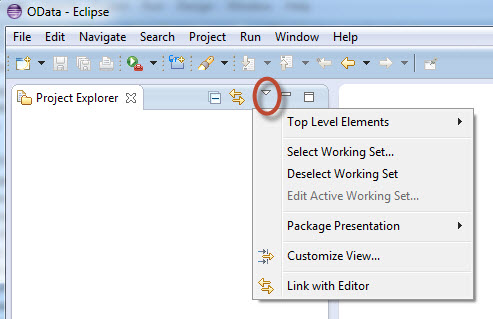 OData - Eclipse
File Edit Navigate Search Project Run Window Help
Project Explorer
Top Level Elements
Select Working Set...
Deselect Working Set
Edit Active Working Set...
Package Presentation
Customize View...
Link with Editor